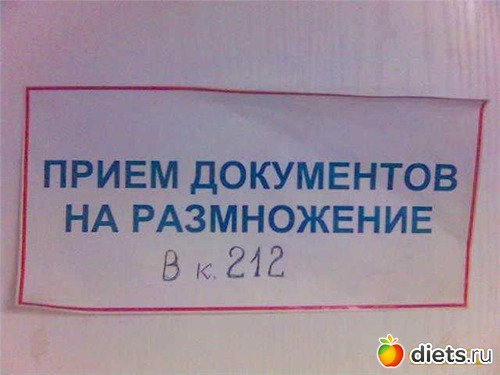 ПРИЕМ ДОКУМЕНТОВ
НА РАЗМНОЖЕНИЕ
В к. 212
diets.ru